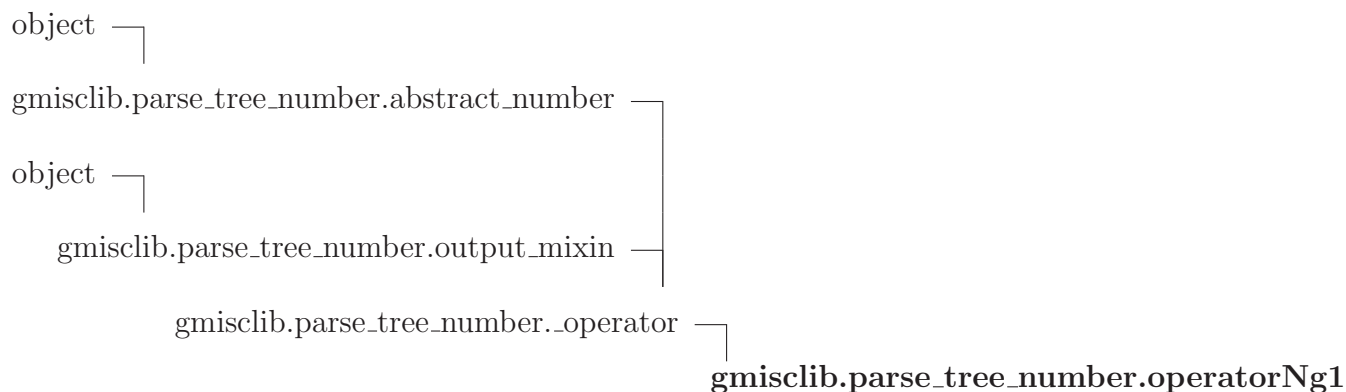 object
gmisclib.parse_tree_number.abstract_number
object
gmisclib.parse_tree_number.output_mixin
gmisclib.parse_tree_number._operator
gmisclib.parse_tree_number.operatorNg1